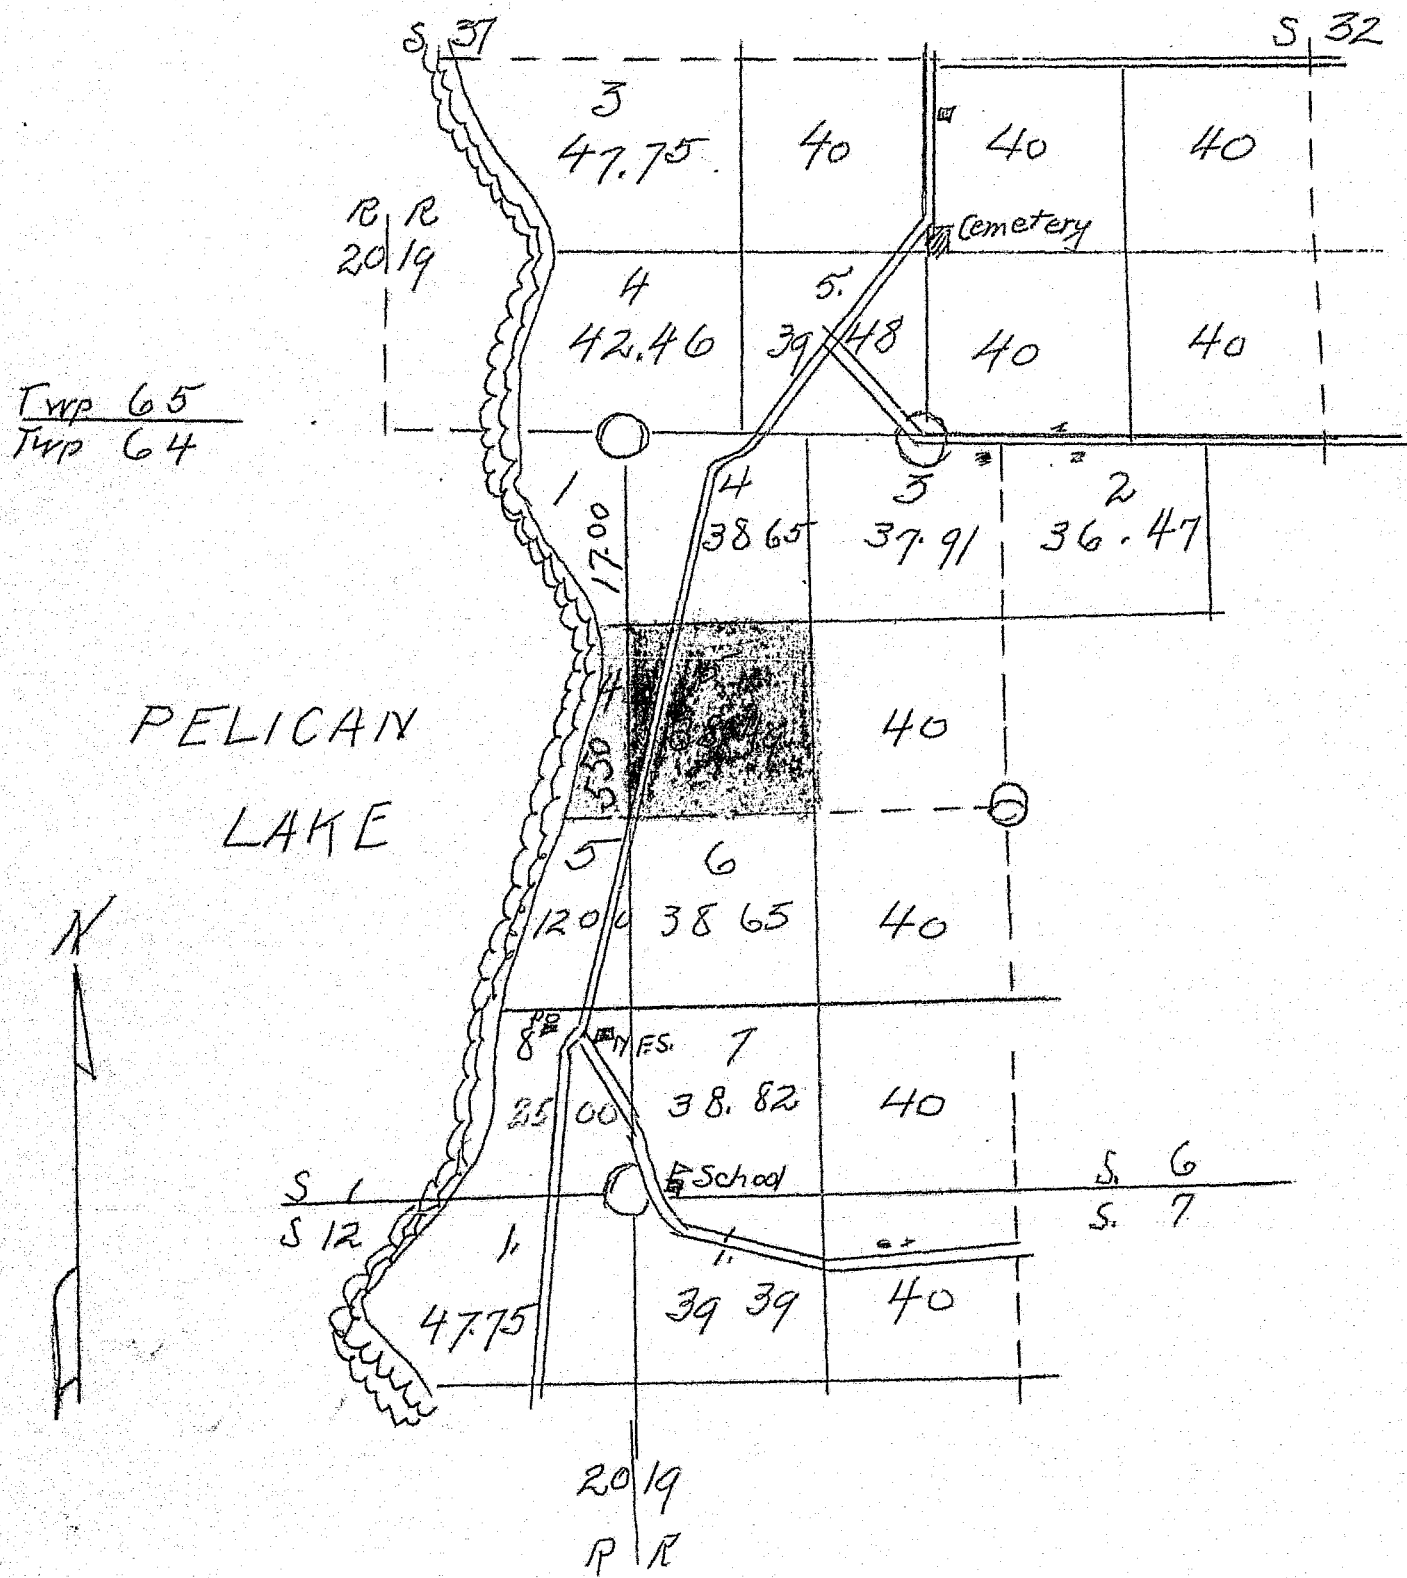 S 31 S 32
3
47.75 40 40 40
R R
20 19
Cemetery
4 5.
42.46 39 48 40 40
Twp 65
Twp 64
1 4 3 2
17.00 38 65 37.91 36.47
4
5.50
40
PELICAN
LAKE
5 6
12 00 38 65 40
N
8 7
25 00 38.82 40
School
S 1 S. 6
S 12 S. 7
1. 1.
47.75 39 39 40
20 19
R R